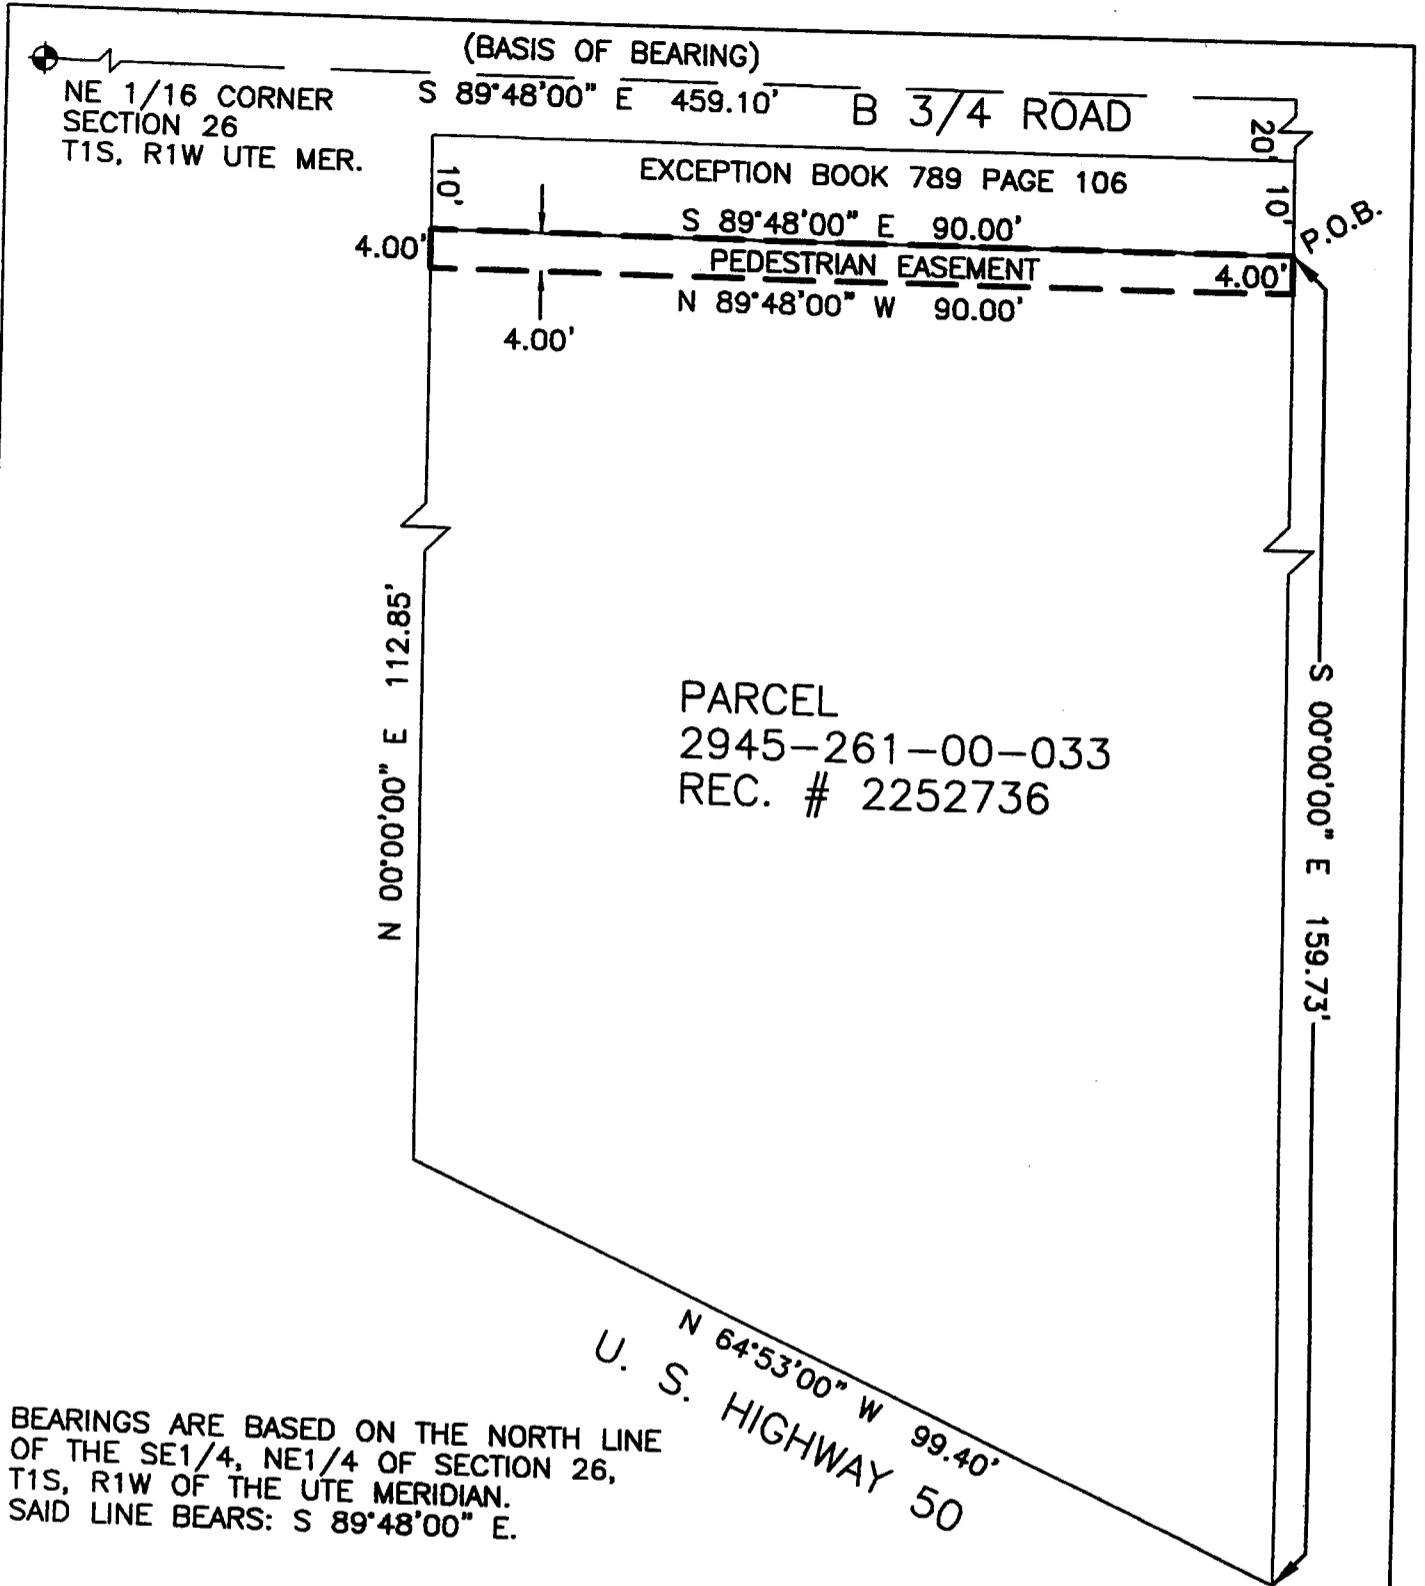 (BASIS OF BEARING)
S 89°48'00" E 459.10'
B 3/4 ROAD
NE 1/16 CORNER
SECTION 26
T1S, R1W UTE MER.
20'
10'
EXCEPTION BOOK 789 PAGE 106
10'
P.O.B.
S 89°48'00" E 90.00'
4.00'
PEDESTRIAN EASEMENT
4.00'
N 89°48'00" W 90.00'
4.00'
N 00°00'00" E 112.85'
PARCEL
2945-261-00-033
REC. # 2252736
S 00°00'00" E 159.73'
N 64°53'00" W 99.40'
U. S. HIGHWAY 50
BEARINGS ARE BASED ON THE NORTH LINE
OF THE SE1/4, NE1/4 OF SECTION 26,
T1S, R1W OF THE UTE MERIDIAN.
SAID LINE BEARS: S 89°48'00" E.